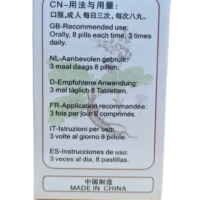 CN-用法与用量：
口服,成人 每日三次, 每次八丸。
GB-Recommended use:
Orally, 8 pills each time, 3 times
daily.
NL-Aanbevolen gebruik:
3 maal daags 8 pillen.
D-Empfohlene Anwendung:
3 mal täglich 8 Tabletten.
FR-Application recommandée:
3 fois par jour 8 comprimés.
IT-Istruzioni per uso:
3 volte al giorno 8 pilole.
ES-Instrucciones de uso:
3 veces al dia, 8 pastillas.
中国制造
MADE IN CHINA